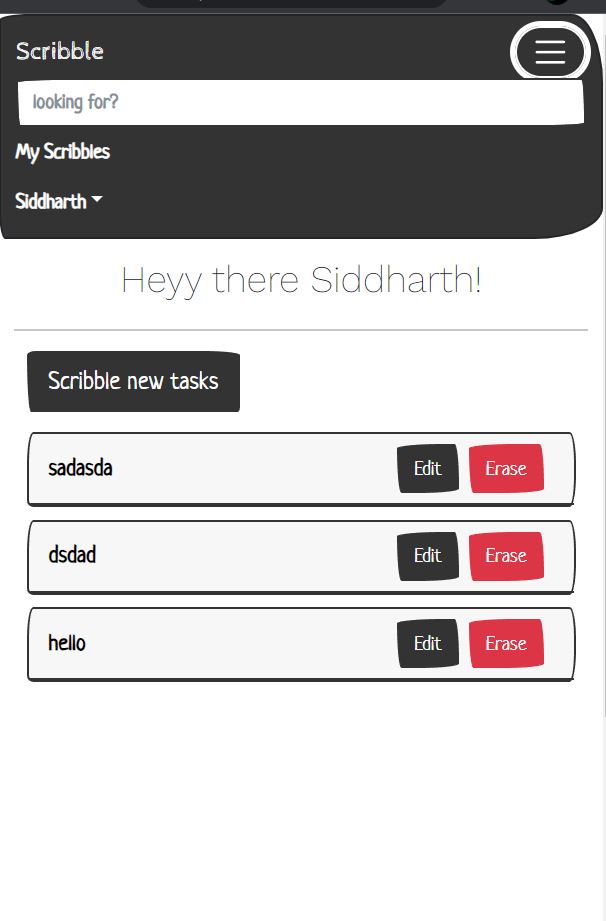 Scribble
looking for?
My Scribbles
Siddharth
Heyy there Siddharth!
Scribble new tasks
sadasda Edit Erase
dsdad Edit Erase
hello Edit Erase